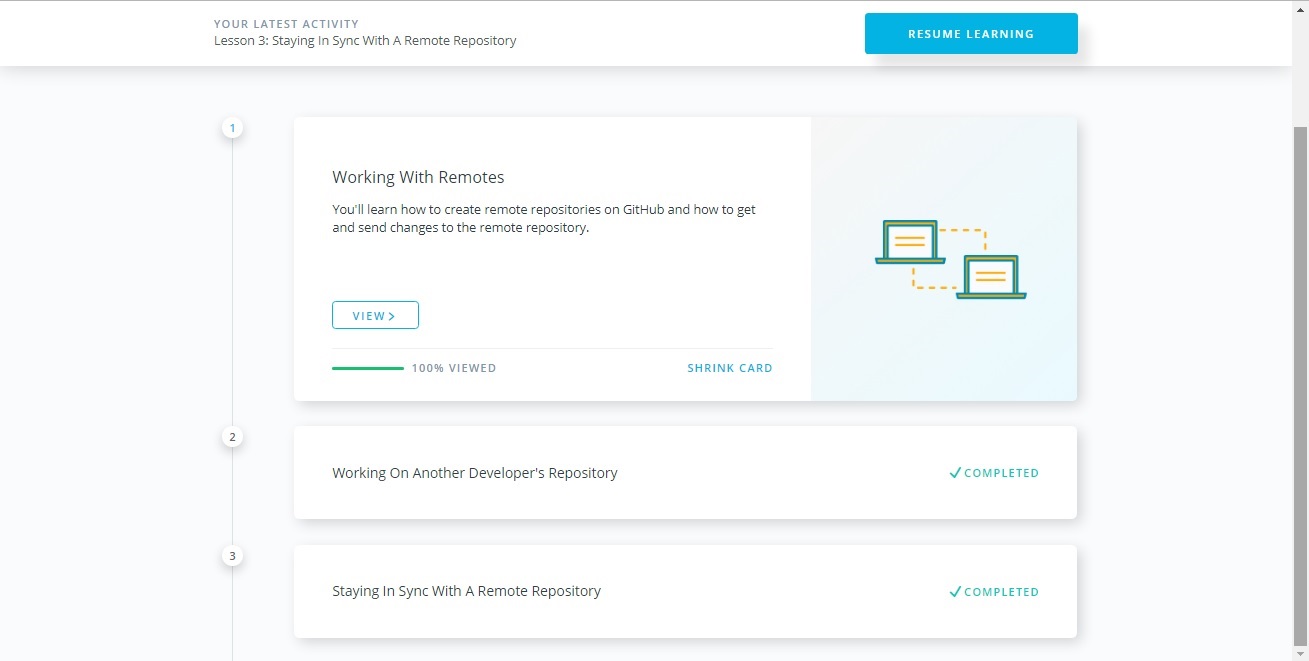 YOUR LATEST ACTIVITY
Lesson 3: Staying In Sync With A Remote Repository
RESUME LEARNING
1
Working With Remotes
You'll learn how to create remote repositories on GitHub and how to get
and send changes to the remote repository.
VIEW
100% VIEWED
SHRINK CARD
2
Working On Another Developer's Repository
COMPLETED
3
Staying In Sync With A Remote Repository
COMPLETED